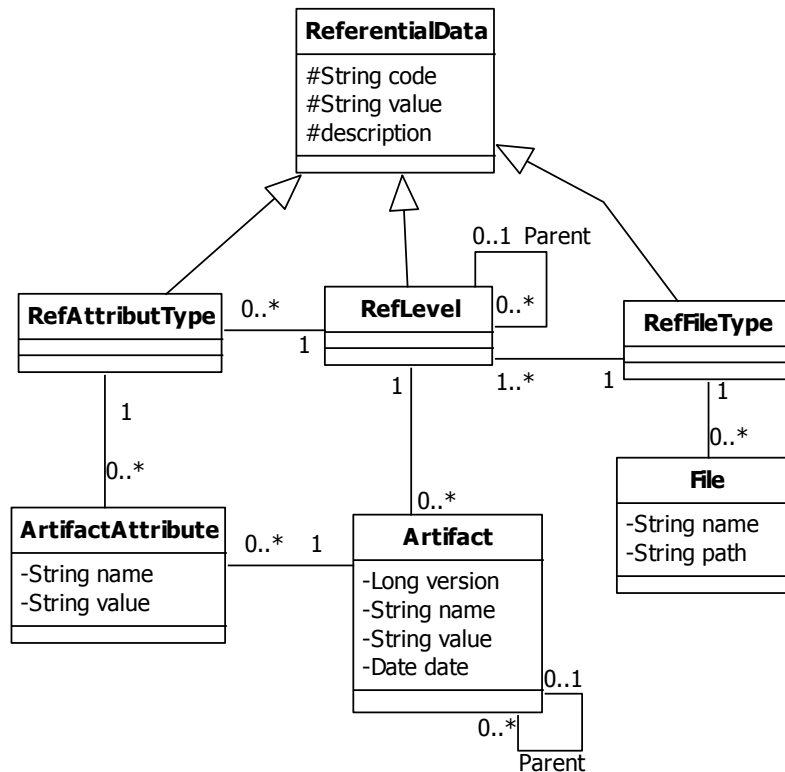 ReferentialData
#String code
#String value
#description
0..1 Parent
0..*
RefAttributType
0..*
1
RefLevel
RefFileType
1..*
1
1
1
1
0..*
0..*
0..*
File
-String name
-String path
ArtifactAttribute
-String name
-String value
0..* 1
Artifact
-Long version
-String name
-String value
-Date date
0..1
0..*
Parent